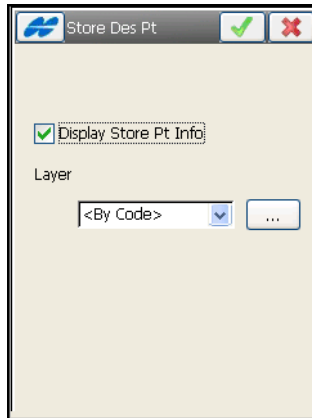 Store Des Pt
Display Store Pt Info
Layer
<By Code>
...